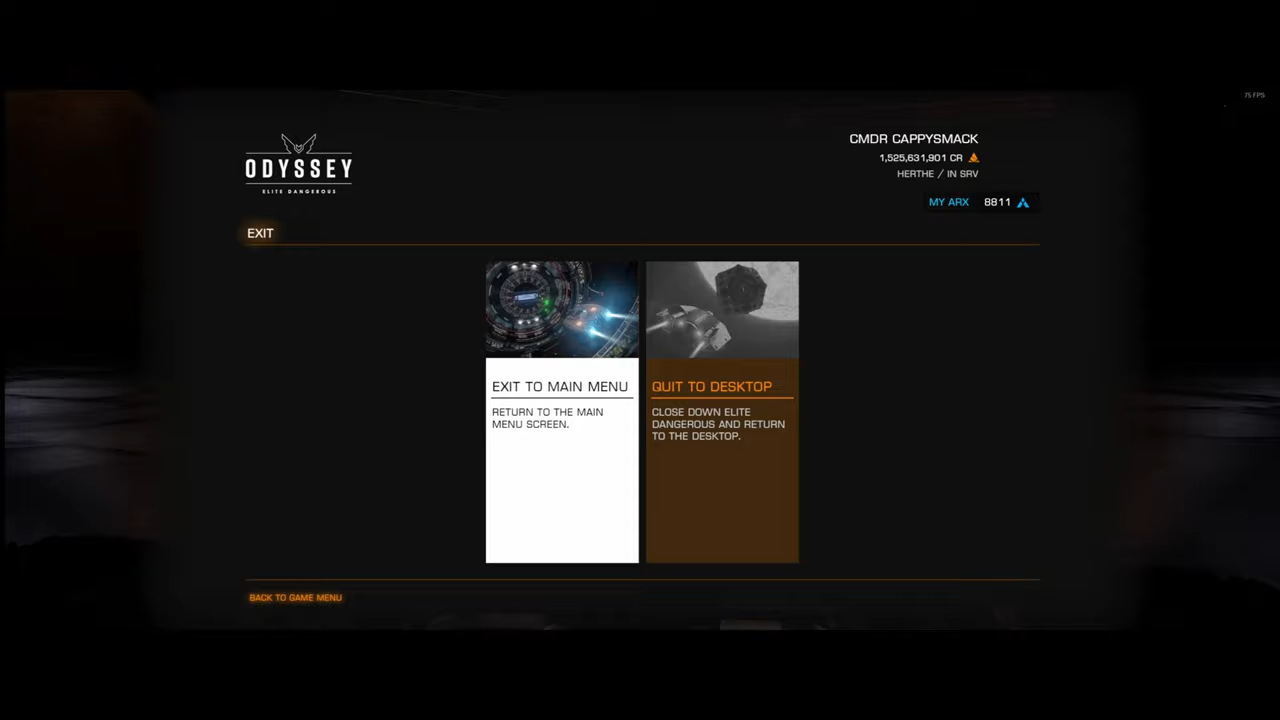 ODYSSEY
ELITE DANGEROUS
CMDR CAPPYSMACK
1,525,631,901 CR
HERTHE / IN SRV
MY ARX 8811
75 FPS
EXIT
EXIT TO MAIN MENU
RETURN TO THE MAIN
MENU SCREEN.
QUIT TO DESKTOP
CLOSE DOWN ELITE
DANGEROUS AND RETURN
TO THE DESKTOP.
BACK TO GAME MENU